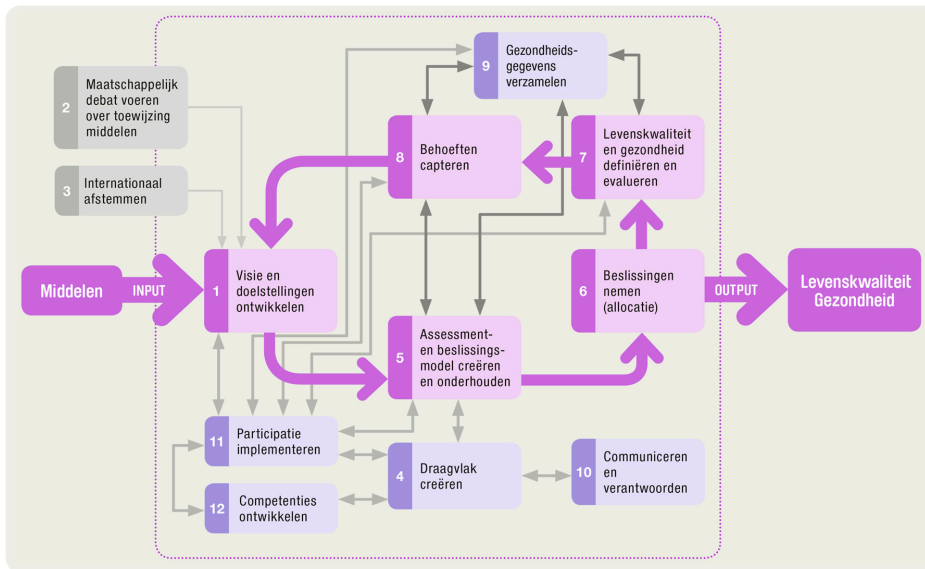 9
Gezondheids-
gegevens
verzamelen
2
Maatschappelijk
debat voeren
over toewijzing
middelen
8
Behoeften
capteren
7
Levenskwaliteit
en gezondheid
definiëren en
evalueren
3
Internationaal
afstemmen
Middelen
INPUT
1
Visie en
doelstellingen
ontwikkelen
6
Beslissingen
nemen
(allocatie)
OUTPUT
Levenskwaliteit
Gezondheid
5
Assessment-
en beslissings-
model creëren
en onderhouden
11
Participatie
implementeren
4
Draagvlak
creëren
10
Communiceren
en
verantwoorden
12
Competenties
ontwikkelen